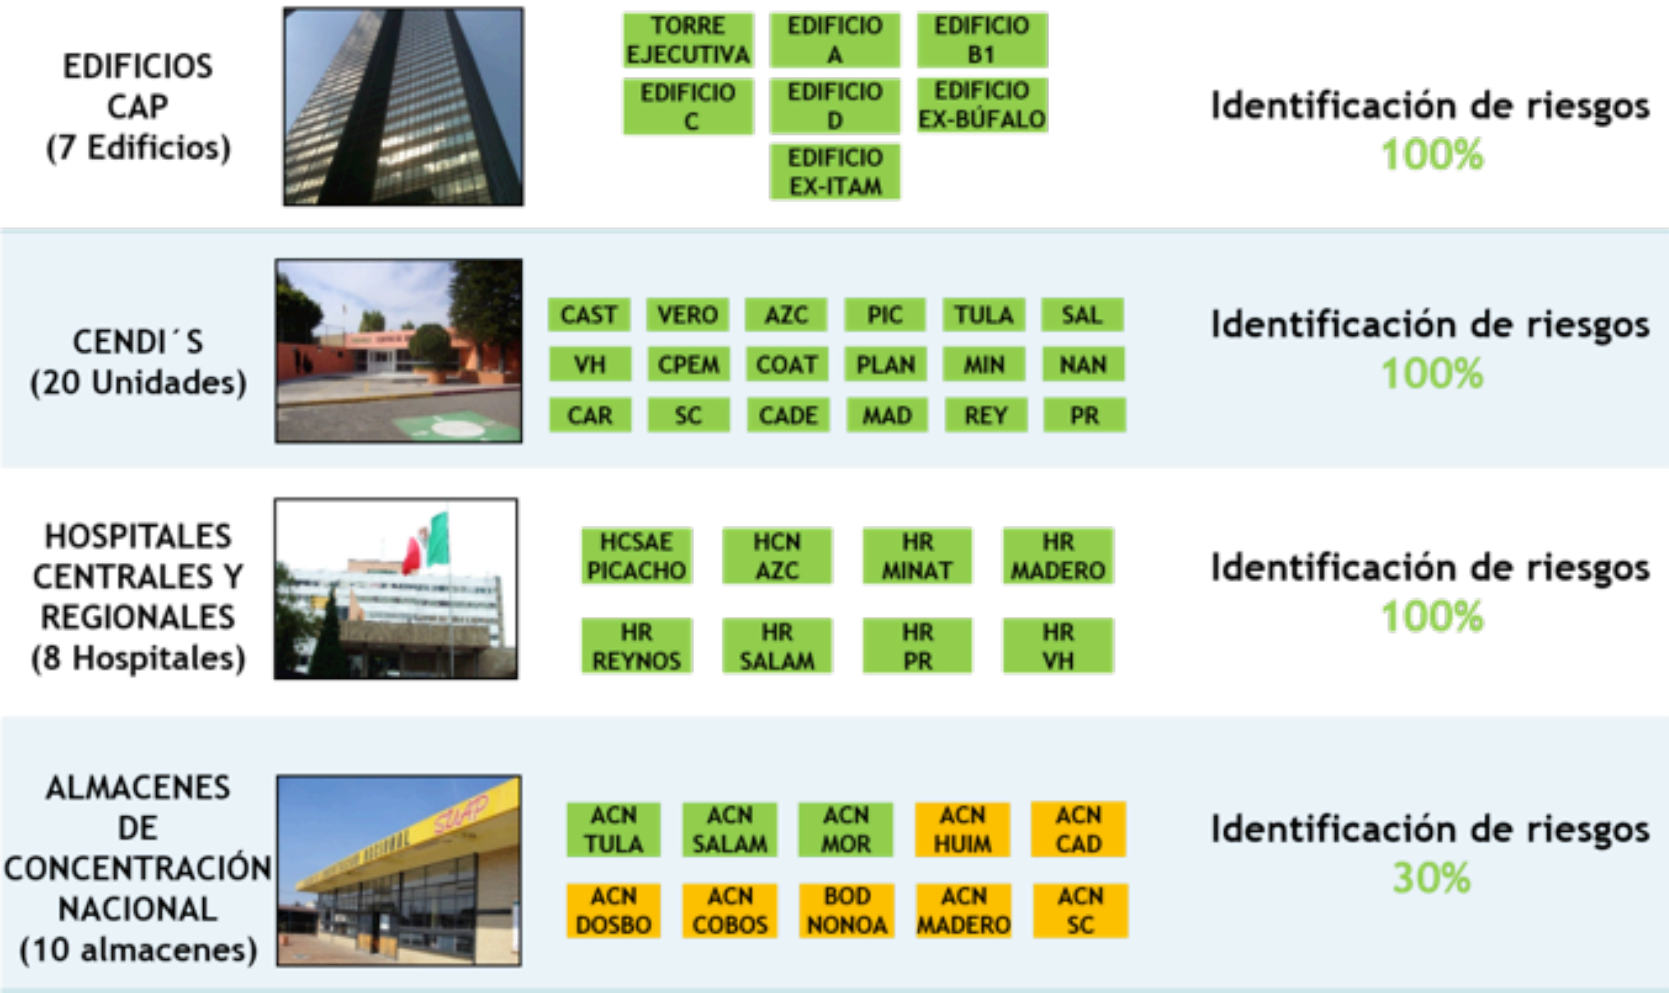 EDIFICIOS
CAP
(7 Edificios)
TORRE
EJECUTIVA
EDIFICIO
A
EDIFICIO
B1
EDIFICIO
C
EDIFICIO
D
EDIFICIO
EX-BÚFALO
EDIFICIO
EX-ITAM
Identificación de riesgos
100%
CENDI´S
(20 Unidades)
CAST
VERO
AZC
PIC
TULA
SAL
VH
CPEM
COAT
PLAN
MIN
NAN
CAR
SC
CADE
MAD
REY
PR
Identificación de riesgos
100%
HOSPITALES
CENTRALES Y
REGIONALES
(8 Hospitales)
HCSAE
PICACHO
HCN
AZC
HR
MINAT
HR
MADERO
HR
REYNOS
HR
SALAM
HR
PR
HR
VH
Identificación de riesgos
100%
ALMACENES
DE
CONCENTRACIÓN
NACIONAL
(10 almacenes)
NACIONAL SUAP
ACN
TULA
ACN
SALAM
ACN
MOR
ACN
HUIM
ACN
CAD
ACN
DOSBO
ACN
COBOS
BOD
NONOA
ACN
MADERO
ACN
SC
Identificación de riesgos
30%